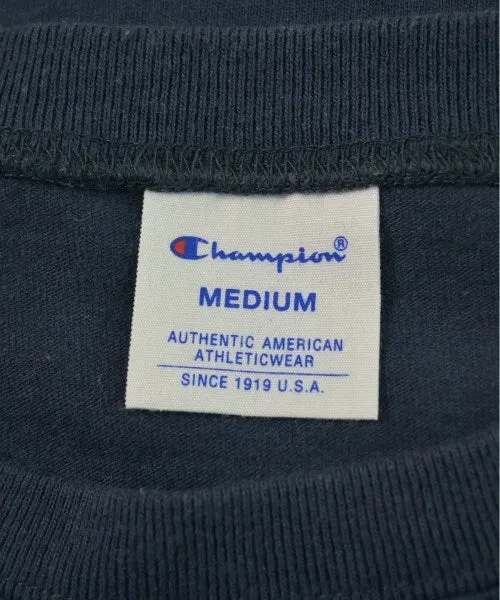 Champion®
MEDIUM
AUTHENTIC AMERICAN
ATHLETICWEAR
SINCE 1919 U.S.A.